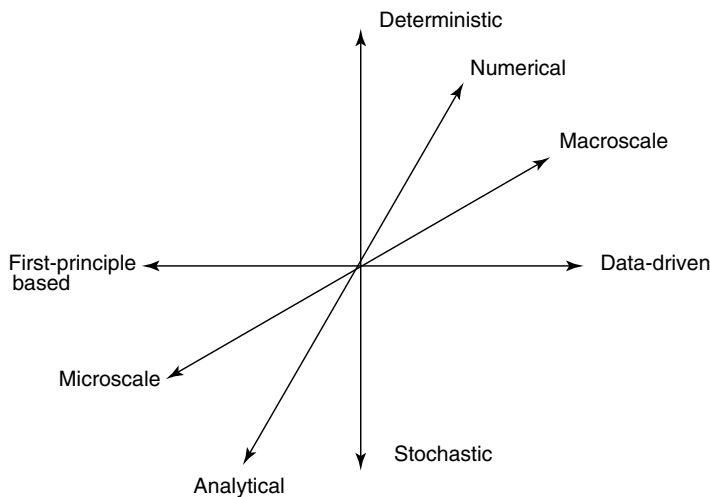 Deterministic
Numerical
Macroscale
First-principle
based
Data-driven
Microscale
Stochastic
Analytical